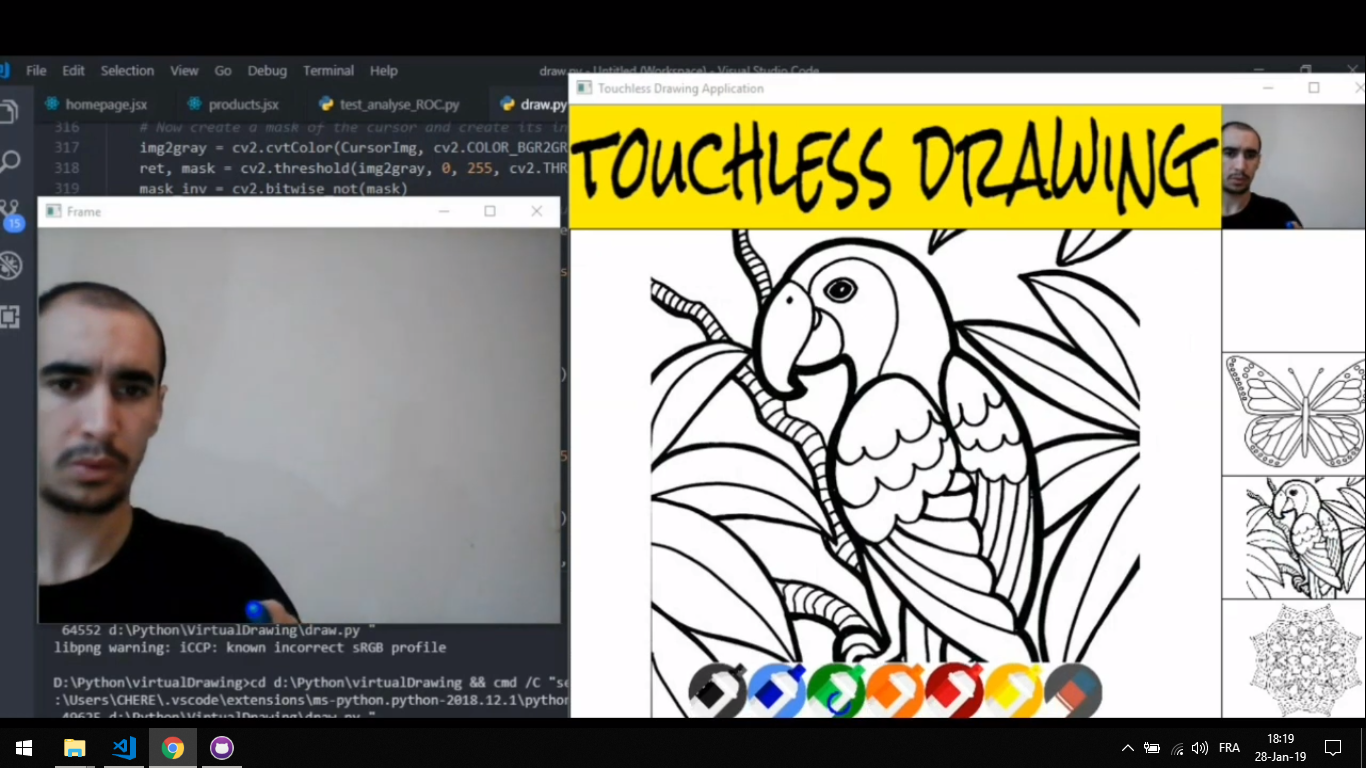 File Edit Selection View Go Debug Terminal Help
draw.py - Untitled (Workspace) - Visual Studio Code
homepage.jsx products.jsx test_analyse_ROC.py draw.py
Touchless Drawing Application
TOUCHLESS DRAWING
316 # Now create a mask of the cursor and create its in
317 img2gray = cv2.cvtColor(CursorImg, cv2.COLOR_BGR2GR
318 ret, mask = cv2.threshold(img2gray, 0, 255, cv2.THR
319 mask_inv = cv2.bitwise_not(mask)
15
Frame
64552 d:\Python\VirtualDrawing\draw.py "
libpng warning: iCCP: known incorrect sRGB profile
D:\Python\virtualDrawing>cd d:\Python\virtualDrawing && cmd /C "se
:\Users\CHERE\.vscode\extensions\ms-python.python-2018.12.1\python
49625 d:\Python\VirtualDrawing\draw.py "
FRA
18:19
28-Jan-19